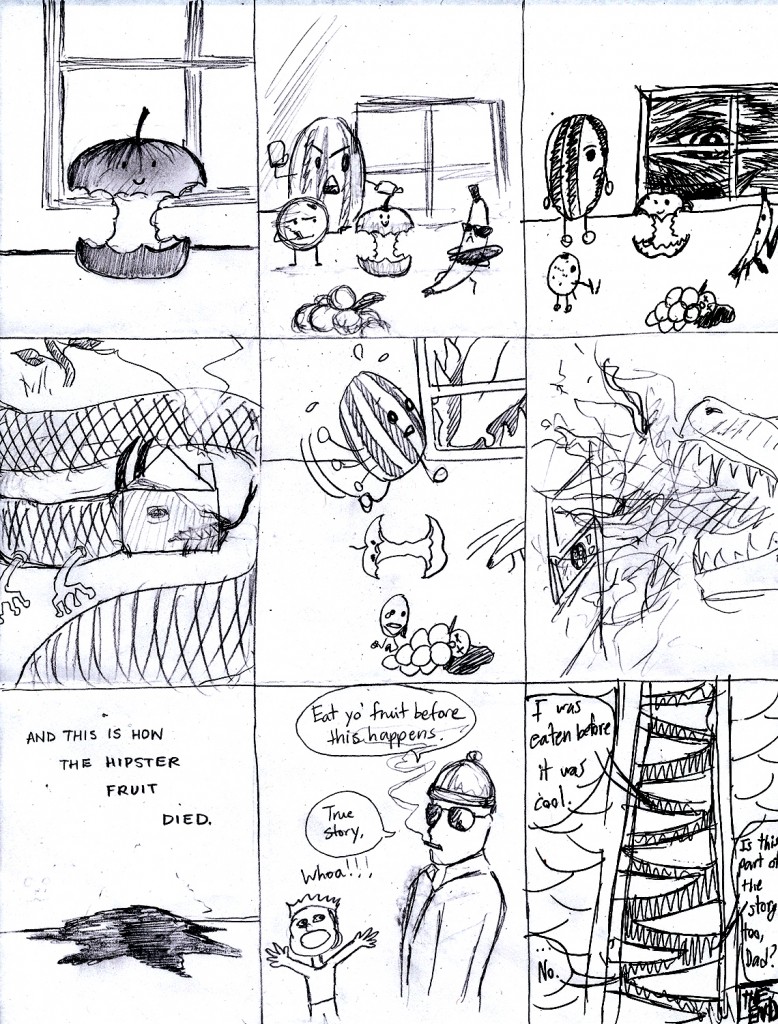 AND THIS IS HOW
THE HIPSTER
FRUIT
DIED.
Eat yo' fruit before
this happens.
True
story,
Whoa!!!
I was
eaten before
it was
cool.
Is this
part of
the
story
too,
Dad?
...
No.
THE
END